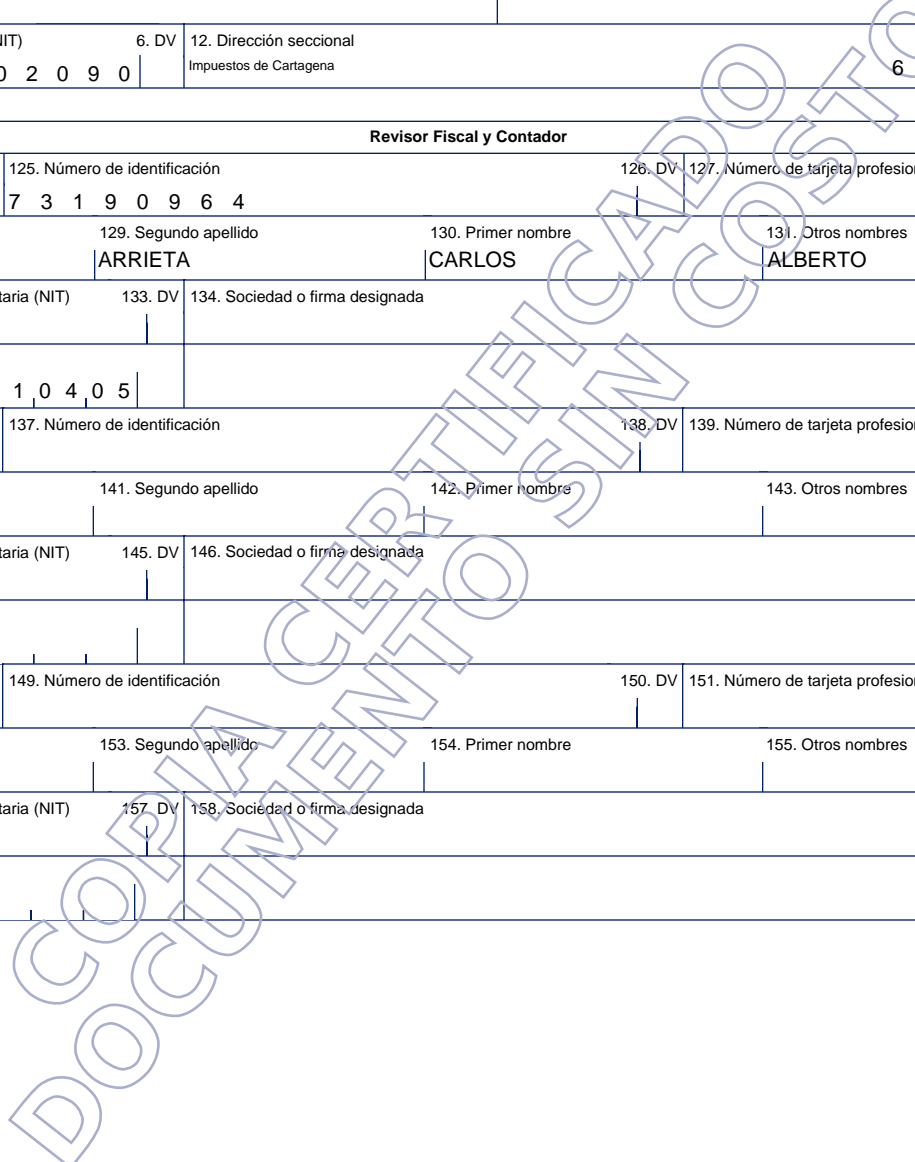 NIT) 6. DV 12. Dirección seccional
0 2 0 9 0 Impuestos de Cartagena 6
Revisor Fiscal y Contador
125. Número de identificación 126. DV 127. Número de tarjeta profesion
7 3 1 9 0 9 6 4
129. Segundo apellido 130. Primer nombre 131. Otros nombres
ARRIETA CARLOS ALBERTO
taria (NIT) 133. DV 134. Sociedad o firma designada
1 0 4 0 5
137. Número de identificación 138. DV 139. Número de tarjeta profesion
141. Segundo apellido 142. Primer nombre 143. Otros nombres
taria (NIT) 145. DV 146. Sociedad o firma designada
149. Número de identificación 150. DV 151. Número de tarjeta profesion
153. Segundo apellido 154. Primer nombre 155. Otros nombres
taria (NIT) 157. DV 158. Sociedad o firma designada
COPIA CERTIFICADO
DOCUMENTO SIN COSTO